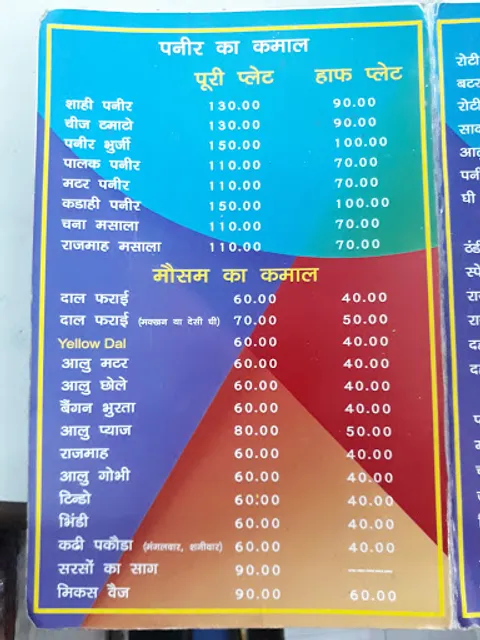 पनीर का कमाल
पूरी प्लेट हाफ प्लेट
शाही पनीर 130.00 90.00
चीज टमाटो 130.00 90.00
पनीर भुर्जी 150.00 100.00
पालक पनीर 110.00 70.00
मटर पनीर 110.00 70.00
कडाही पनीर 150.00 100.00
चना मसाला 110.00 70.00
राजमाह मसाला 110.00 70.00
मौसम का कमाल
दाल फराई 60.00 40.00
दाल फराई (मक्खन या देसी घी) 70.00 50.00
Yellow Dal 60.00 40.00
आलु मटर 60.00 40.00
आलु छोले 60.00 40.00
बैंगन भुरता 60.00 40.00
आलु प्याज 80.00 50.00
राजमाह 60.00 40.00
आलु गोभी 60.00 40.00
टिन्डो 60.00 40.00
भिंडी 60.00 40.00
कढी पकौडा (मंगलवार, शनीवार) 60.00 40.00
सरसों का साग 90.00 -----
मिकस वैज 90.00 60.00
रोटी
रोटी
घी